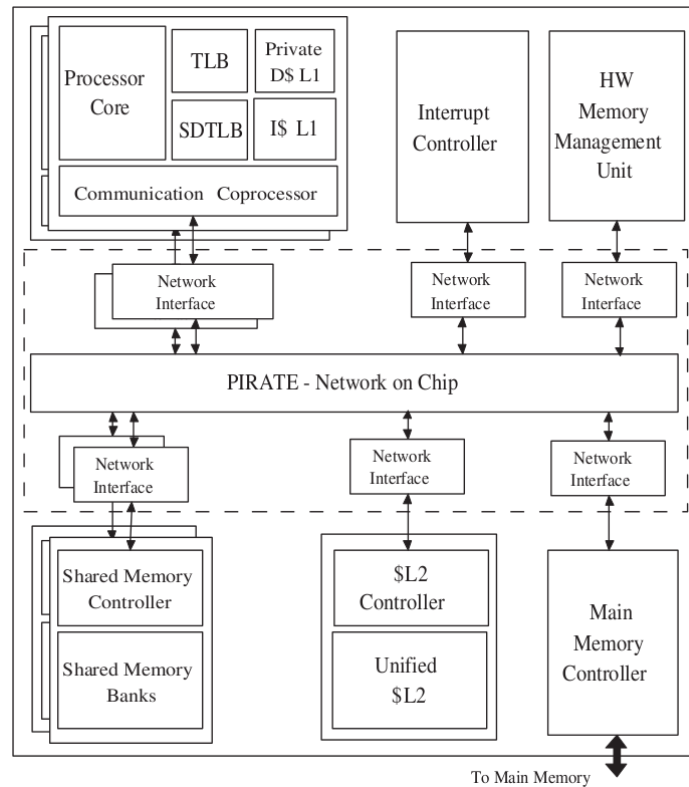 Processor
Core
TLB
Private
D$ L1
SDTLB
I$ L1
Communication Coprocessor
Interrupt
Controller
HW
Memory
Management
Unit
Network
Interface
Network
Interface
Network
Interface
PIRATE - Network on Chip
Network
Interface
Network
Interface
Network
Interface
Shared Memory
Controller
Shared Memory
Banks
$L2
Controller
Unified
$L2
Main
Memory
Controller
To Main Memory